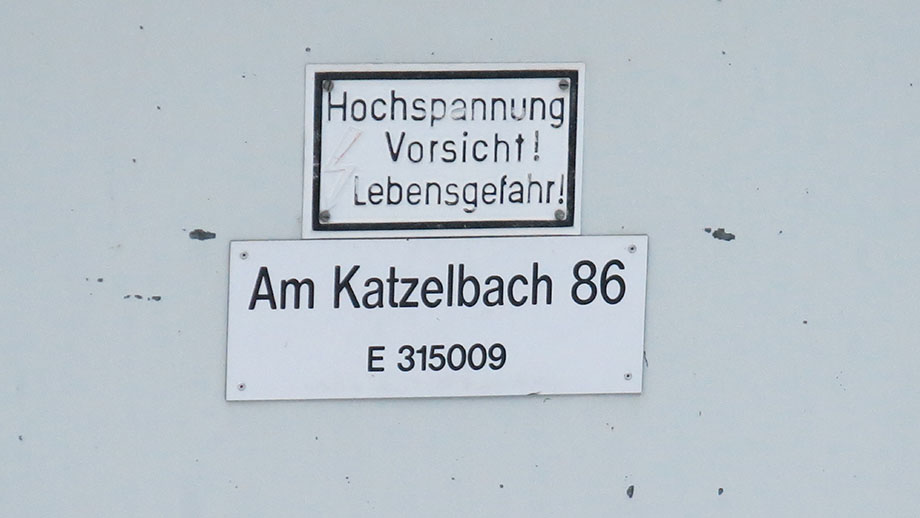 Hochspannung
Vorsicht!
Lebensgefahr!
Am Katzelbach 86
E 315009